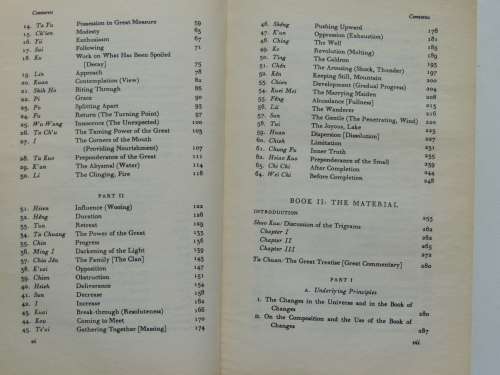 Contents
14. Ta Yu Possession in Great Measure 59
15. Ch'ien Modesty 63
16. Yü Enthusiasm 67
17. Sui Following 71
18. Ku Work on What Has Been Spoiled
[Decay] 75
19. Lin Approach 78
20. Kuan Contemplation (View) 82
21. Shih Ho Biting Through 86
22. Pi Grace 90
23. Po Splitting Apart 93
24. Fu Return (The Turning Point) 97
25. Wu Wang Innocence (The Unexpected) 100
26. Ta Ch'u The Taming Power of the Great 103
27. I The Corners of the Mouth
(Providing Nourishment) 107
28. Ta Kuo Preponderance of the Great 111
29. K'an The Abysmal (Water) 114
30. Li The Clinging, Fire 118
PART II
31. Hsien Influence (Wooing) 122
32. Hêng Duration 126
33. Tun Retreat 129
34. Ta Chuang The Power of the Great 133
35. Chin Progress 136
36. Ming I Darkening of the Light 139
37. Chia Jên The Family [The Clan] 143
38. K'uei Opposition 147
39. Chien Obstruction 151
40. Hsieh Deliverance 154
41. Sun Decrease 158
42. I Increase 162
43. Kuai Break-through (Resoluteness) 166
44. Kou Coming to Meet 170
45. Ts'ui Gathering Together [Massing] 174
vi
Contents
46. Shêng Pushing Upward 178
47. K'un Oppression (Exhaustion) 181
48. Ching The Well 185
49. Ko Revolution (Molting) 189
50. Ting The Caldron 193
51. Chên The Arousing (Shock, Thunder) 197
52. Kên Keeping Still, Mountain 200
53. Chien Development (Gradual Progress) 204
54. Kuei Mei The Marrying Maiden 208
55. Fêng Abundance [Fullness] 213
56. Lü The Wanderer 216
57. Sun The Gentle (The Penetrating, Wind) 220
58. Tui The Joyous, Lake 223
59. Huan Dispersion [Dissolution] 227
60. Chieh Limitation 231
61. Chung Fu Inner Truth 235
62. Hsiao Kuo Preponderance of the Small 239
63. Chi Chi After Completion 244
64. Wei Chi Before Completion 248
BOOK II: THE MATERIAL
INTRODUCTION 255
Shuo Kua: Discussion of the Trigrams 262
Chapter I 262
Chapter II 265
Chapter III 272
Ta Chuan: The Great Treatise [Great Commentary] 280
PART I
A. Underlying Principles
I. The Changes in the Universe and in the Book of
Changes 280
II. On the Composition and the Use of the Book of
Changes 287
vii